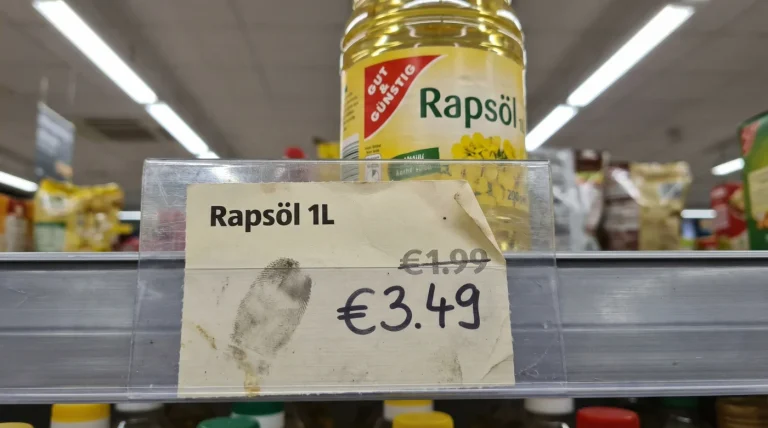 GUT
&
GÜNSTIG
Rapsöl
Rapsöl 1L
€1.99
€3.49